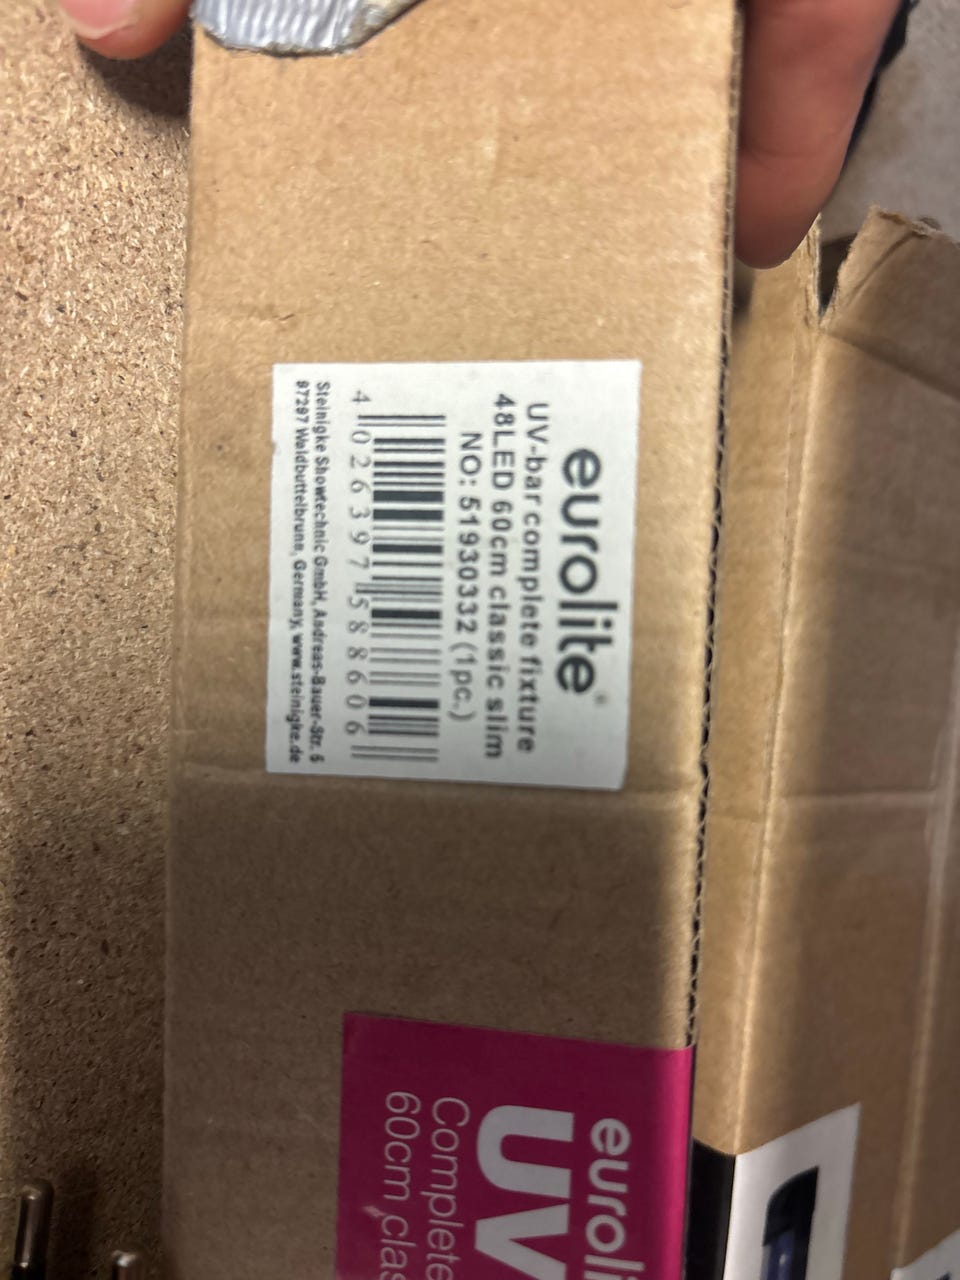 eurolite®
UV-bar complete fixture
48LED 60cm classic slim
NO: 51930332 (1pc.)
4 026397 588606
Steinigke Showtechnic GmbH, Andreas-Bauer-Str. 5
97297 Waldbüttelbrunn, Germany, www.steinigke.de
euroli
UV
Complete
60cm clas